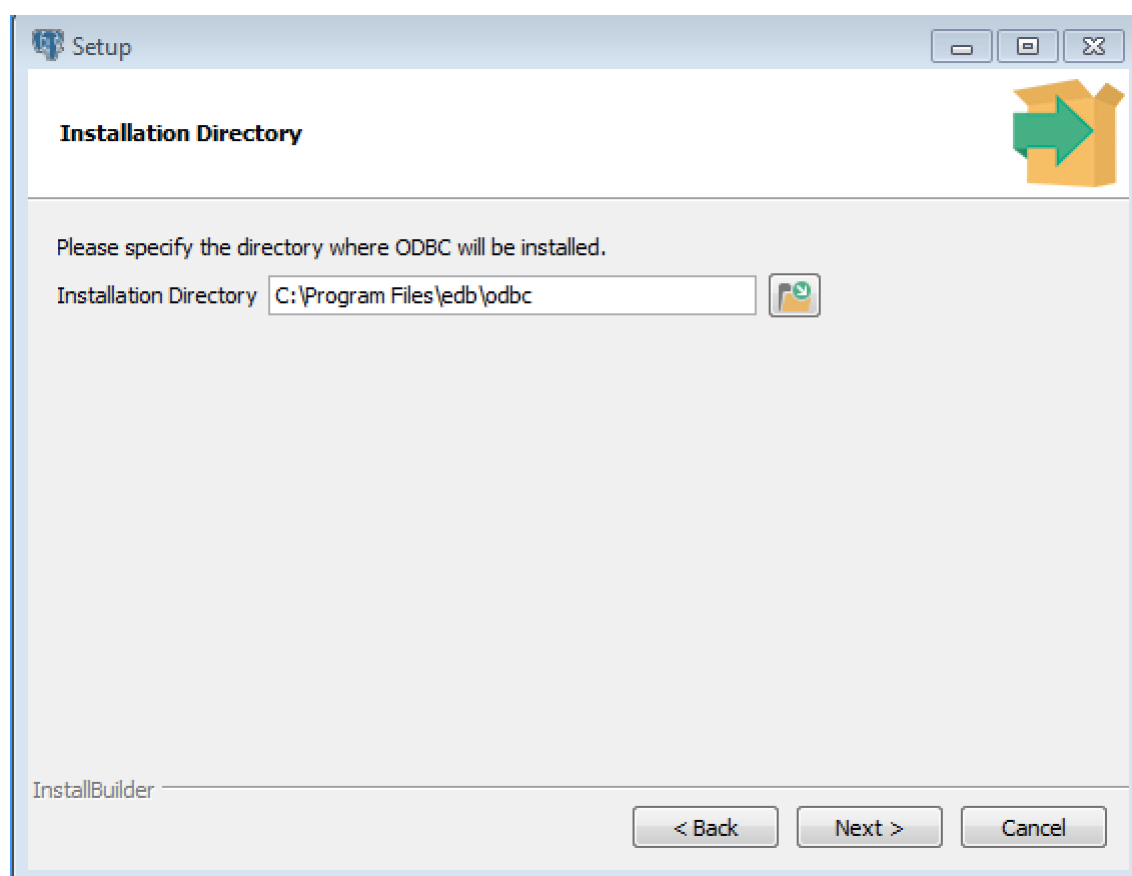 Setup
Installation Directory
Please specify the directory where ODBC will be installed.
Installation Directory C:\Program Files\edb\odbc
InstallBuilder
< Back Next > Cancel